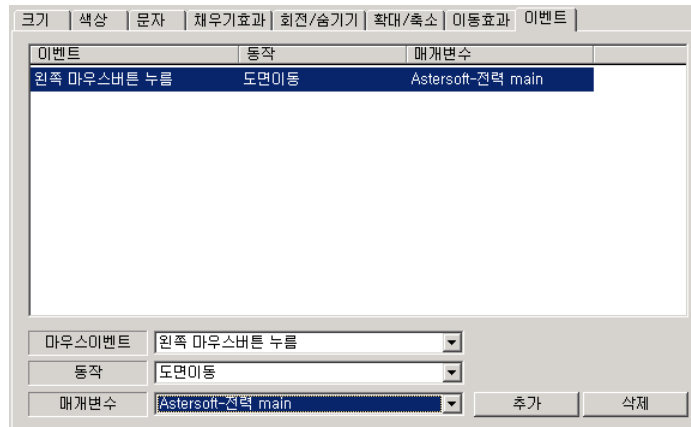 크기 색상 문자 채우기효과 회전/숨기기 확대/축소 이동효과 이벤트
이벤트 동작 매개변수
왼쪽 마우스버튼 누름 도면이동 Astersoft-전력 main
마우스이벤트 왼쪽 마우스버튼 누름
동작 도면이동
매개변수 Astersoft-전력 main 추가 삭제